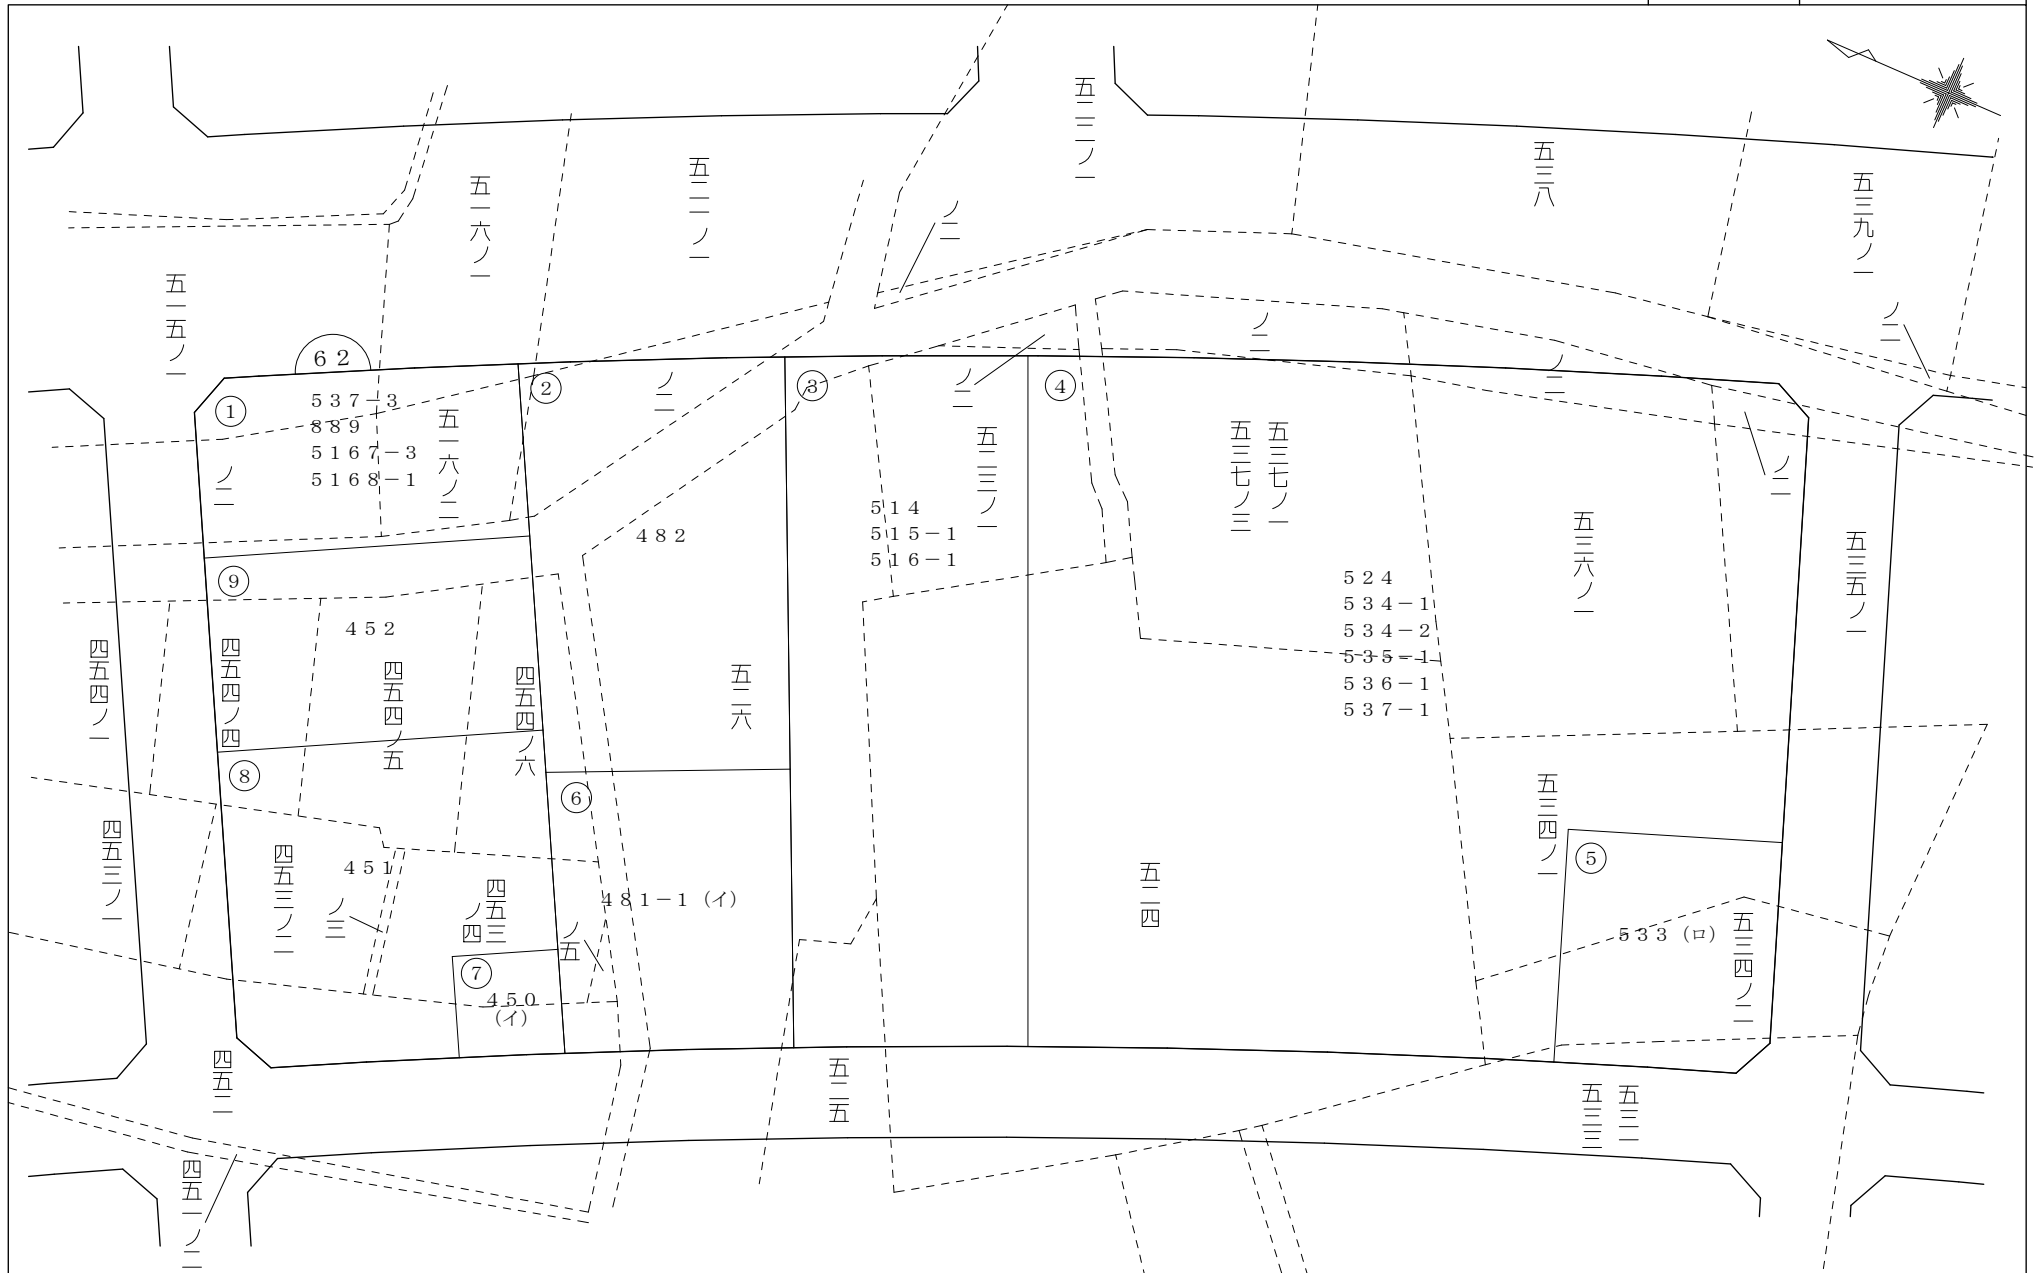 五二二ノ一
五三八
五三九ノ一
五二一ノ一
五一六ノ一
五一五ノ一
ノ二
ノ二
ノ二
62
①
537-3
889
5167-3
5168-1
五一六ノ二
ノ二
②
ノ二
482
③
ノ二
五二三ノ一
514
515-1
516-1
④
ノ二
五三七ノ一
五三七ノ三
524
534-1
534-2
535-1
536-1
537-1
五三六ノ一
ノ二
五三五ノ一
⑨
452
四五四ノ一
四五四ノ四
四五四ノ五
四五四ノ六
五二六
⑧
451
⑥
481-1（イ）
四五三ノ一
四五三ノ二
ノ三
四五三
ノ四
ノ五
⑦
450
（イ）
五二四
五三四ノ一
⑤
533（ロ）
五三四ノ二
四五二
五二五
五三二
五三三
四五一ノ二